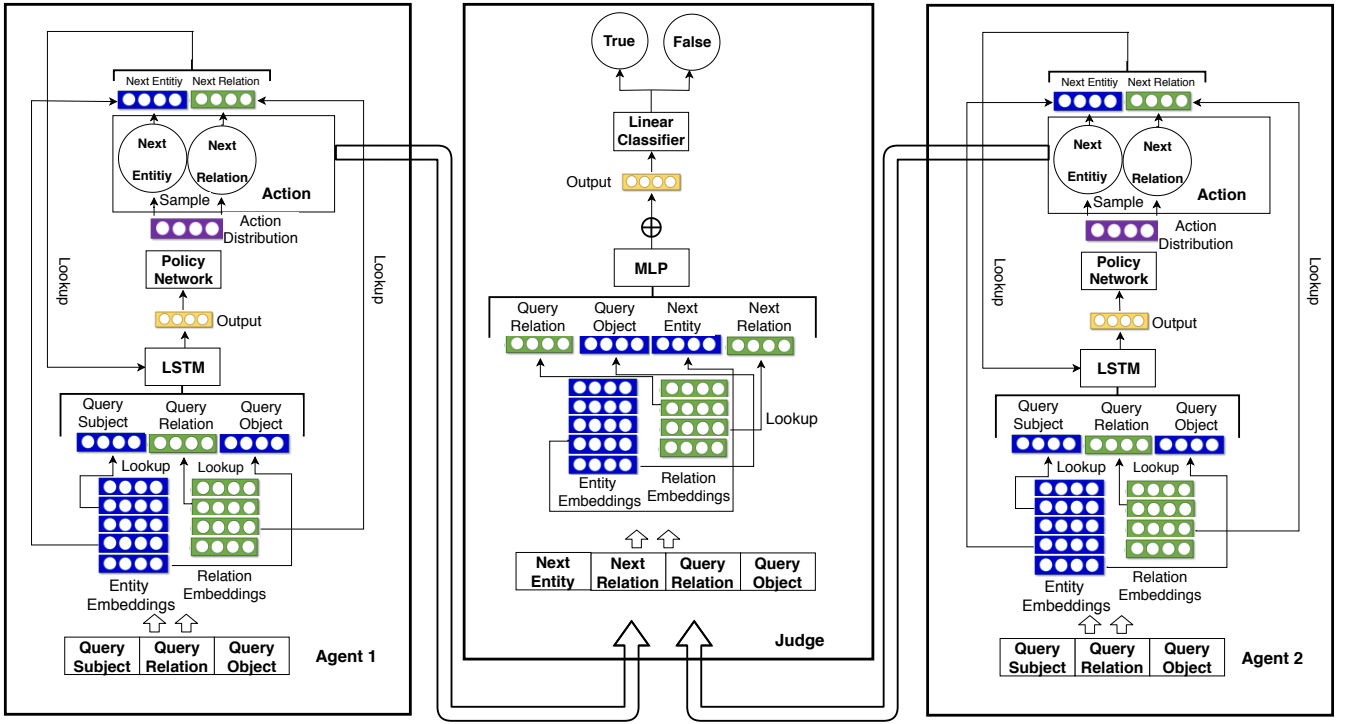 Next Entitiy Next Relation
Next
Entitiy
Next
Relation
Action
Sample
Action
Distribution
Policy
Network
Lookup
Lookup
Output
LSTM
Query
Subject
Query
Relation
Query
Object
Lookup
Lookup
Entity
Embeddings
Relation
Embeddings
Query
Subject
Query
Relation
Query
Object
Agent 1
True
False
Linear
Classifier
Output
MLP
Query
Relation
Query
Object
Next
Entity
Next
Relation
Lookup
Entity
Embeddings
Relation
Embeddings
Next
Entity
Next
Relation
Query
Relation
Query
Object
Judge
Next Entitiy Next Relation
Next
Entitiy
Next
Relation
Action
Sample
Action
Distribution
Policy
Network
Lookup
Lookup
Output
LSTM
Query
Subject
Query
Relation
Query
Object
Lookup
Lookup
Entity
Embeddings
Relation
Embeddings
Query
Subject
Query
Relation
Query
Object
Agent 2